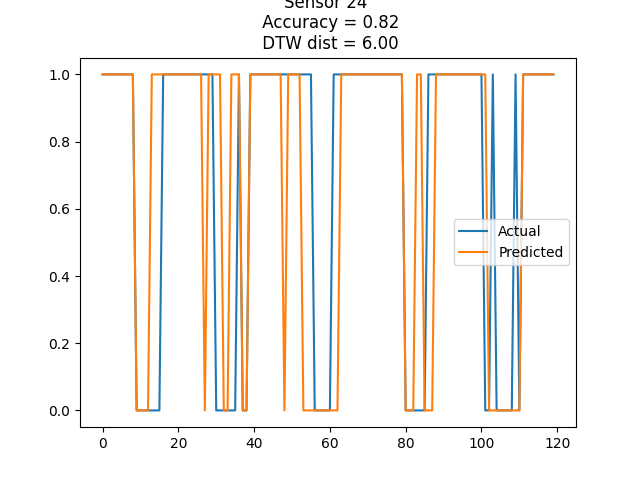 Sensor 24
Accuracy = 0.82
DTW dist = 6.00
1.0
0.8
0.6
0.4
0.2
0.0
Actual
Predicted
0 20 40 60 80 100 120